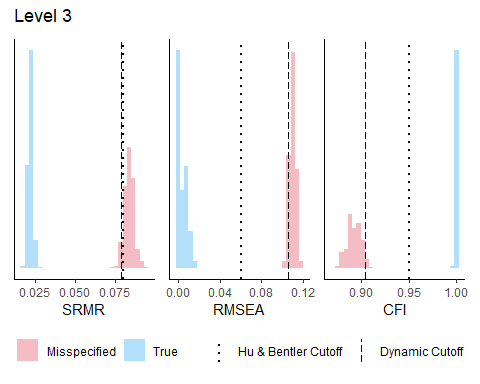 Level 3
0.025 0.050 0.075
0.00 0.04 0.08 0.12
0.90 0.95 1.00
SRMR RMSEA CFI
Misspecified True Hu & Bentler Cutoff Dynamic Cutoff